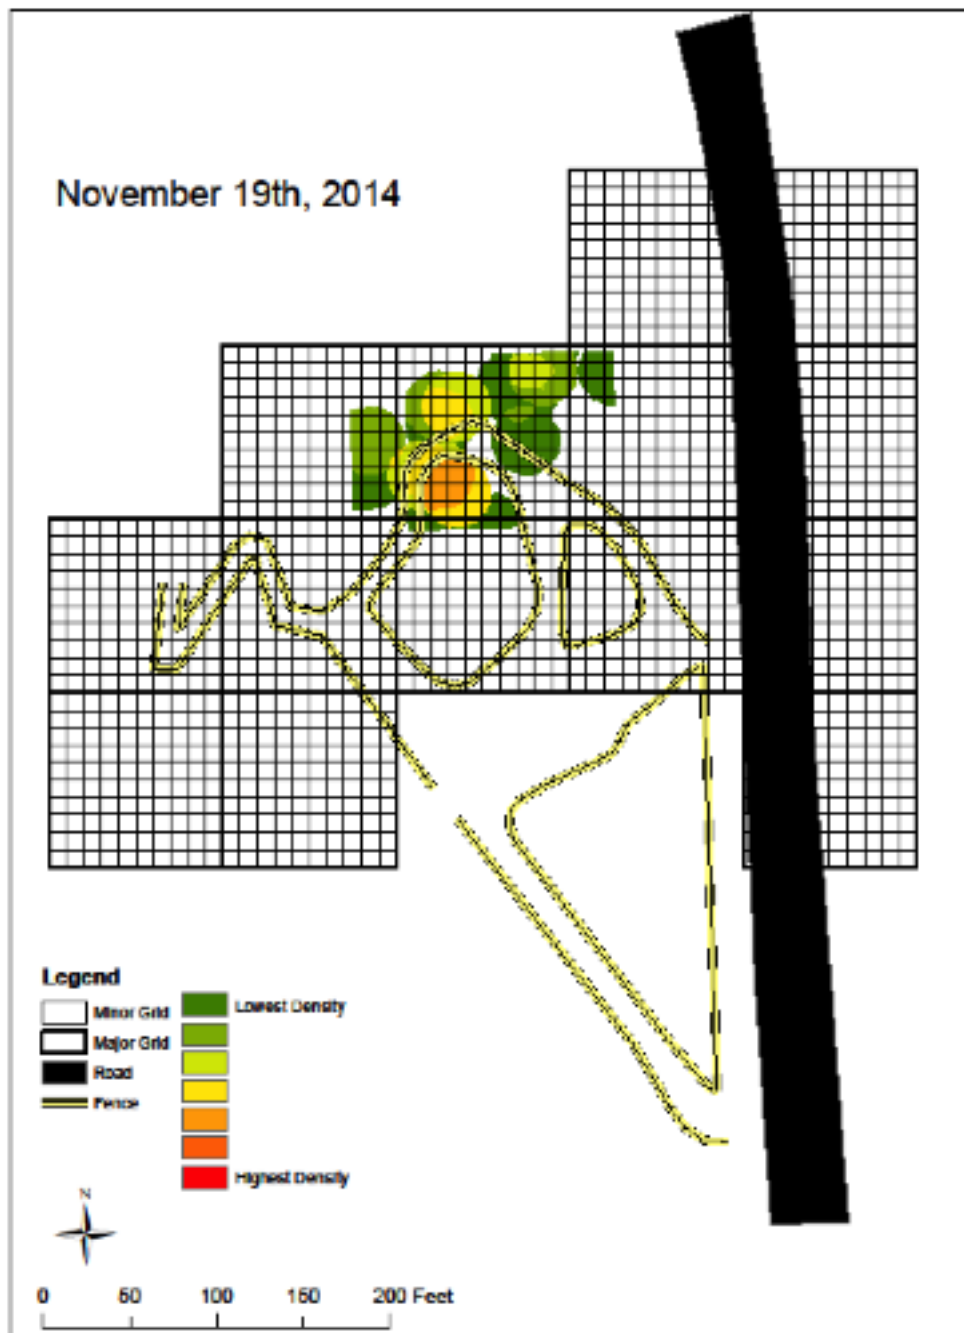 November 19th, 2014
Legend
Minor Grid
Major Grid
Road
Fence
Lowest Density
Highest Density
N
0 50 100 150 200 Feet